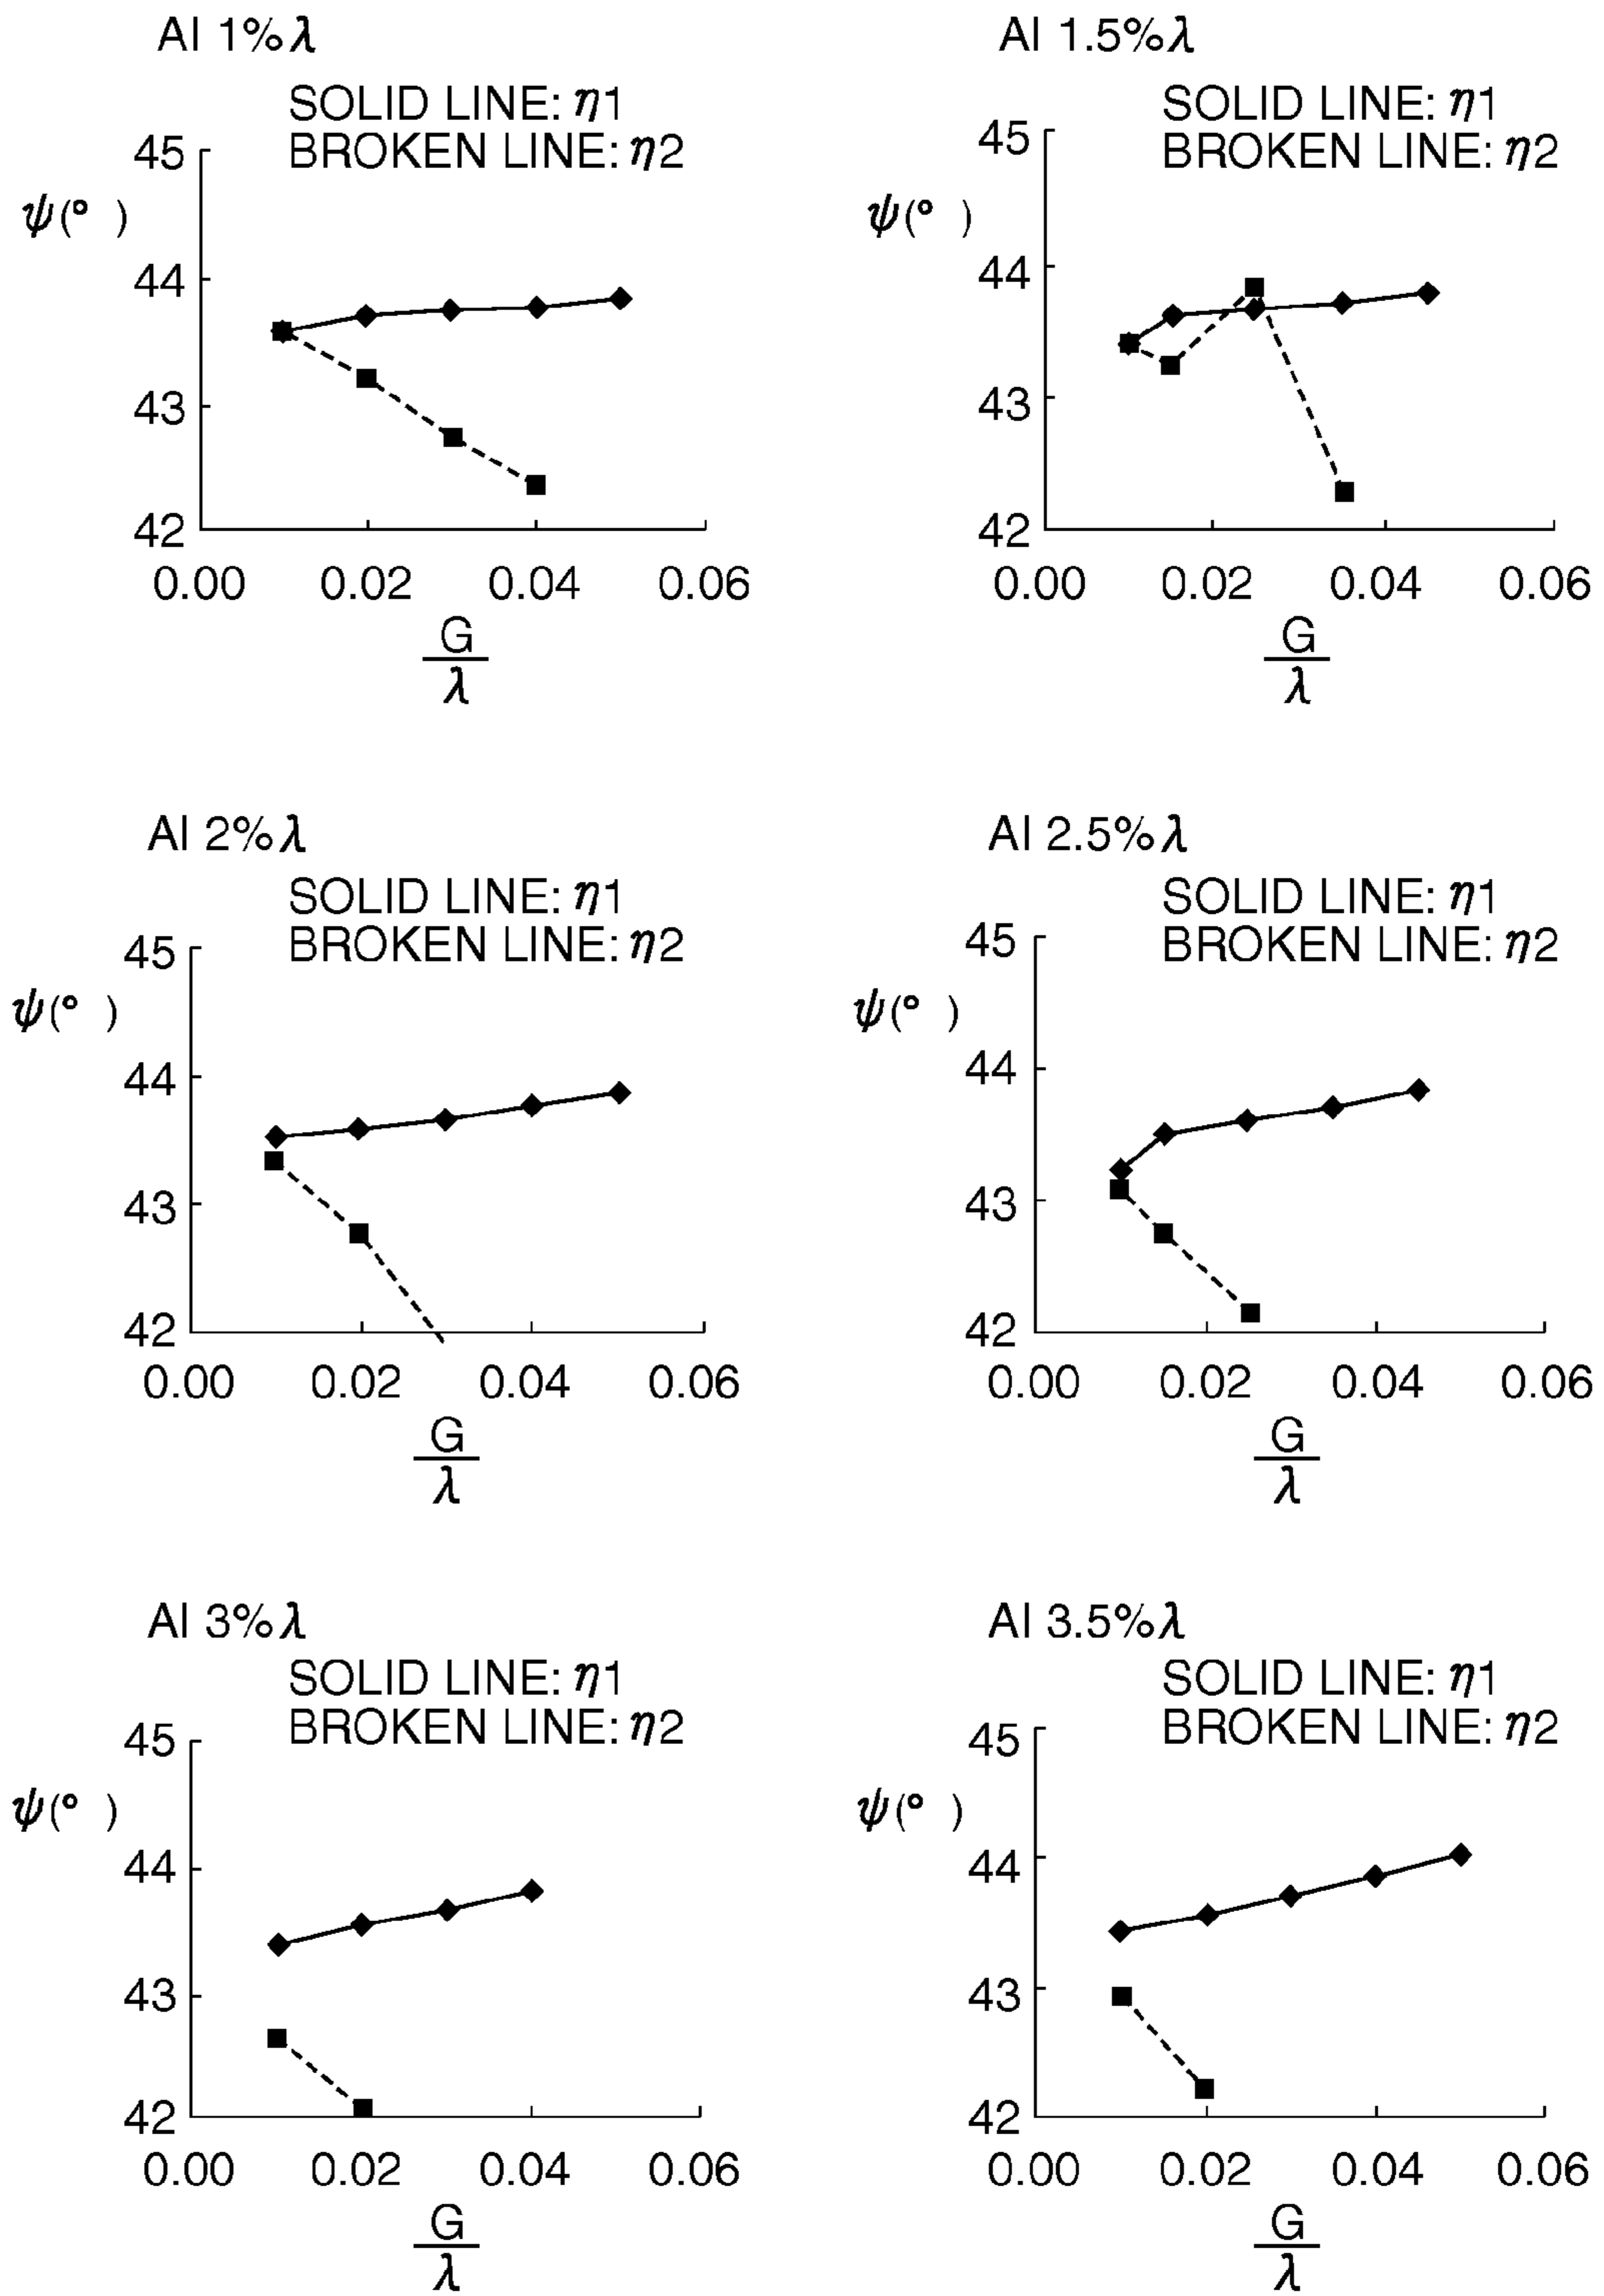 Al 1%λ
SOLID LINE: η1
BROKEN LINE: η2
45
ψ(° )
44
43
42
0.00 0.02 0.04 0.06
G
λ
Al 1.5%λ
SOLID LINE: η1
BROKEN LINE: η2
45
ψ(° )
44
43
42
0.00 0.02 0.04 0.06
G
λ
Al 2%λ
SOLID LINE: η1
BROKEN LINE: η2
45
ψ(° )
44
43
42
0.00 0.02 0.04 0.06
G
λ
Al 2.5%λ
SOLID LINE: η1
BROKEN LINE: η2
45
ψ(° )
44
43
42
0.00 0.02 0.04 0.06
G
λ
Al 3%λ
SOLID LINE: η1
BROKEN LINE: η2
45
ψ(° )
44
43
42
0.00 0.02 0.04 0.06
G
λ
Al 3.5%λ
SOLID LINE: η1
BROKEN LINE: η2
45
ψ(° )
44
43
42
0.00 0.02 0.04 0.06
G
λ